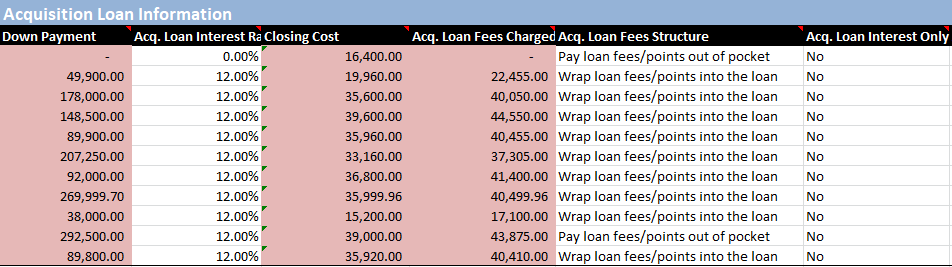 Acquisition Loan Information
Down Payment Acq. Loan Interest Ra Closing Cost Acq. Loan Fees Charged Acq. Loan Fees Structure Acq. Loan Interest Only
- 0.00% 16,400.00 - Pay loan fees/points out of pocket No
49,900.00 12.00% 19,960.00 22,455.00 Wrap loan fees/points into the loan No
178,000.00 12.00% 35,600.00 40,050.00 Wrap loan fees/points into the loan No
148,500.00 12.00% 39,600.00 44,550.00 Wrap loan fees/points into the loan No
89,900.00 12.00% 35,960.00 40,455.00 Wrap loan fees/points into the loan No
207,250.00 12.00% 33,160.00 37,305.00 Wrap loan fees/points into the loan No
92,000.00 12.00% 36,800.00 41,400.00 Wrap loan fees/points into the loan No
269,999.70 12.00% 35,999.96 40,499.96 Wrap loan fees/points into the loan No
38,000.00 12.00% 15,200.00 17,100.00 Wrap loan fees/points into the loan No
292,500.00 12.00% 39,000.00 43,875.00 Pay loan fees/points out of pocket No
89,800.00 12.00% 35,920.00 40,410.00 Wrap loan fees/points into the loan No